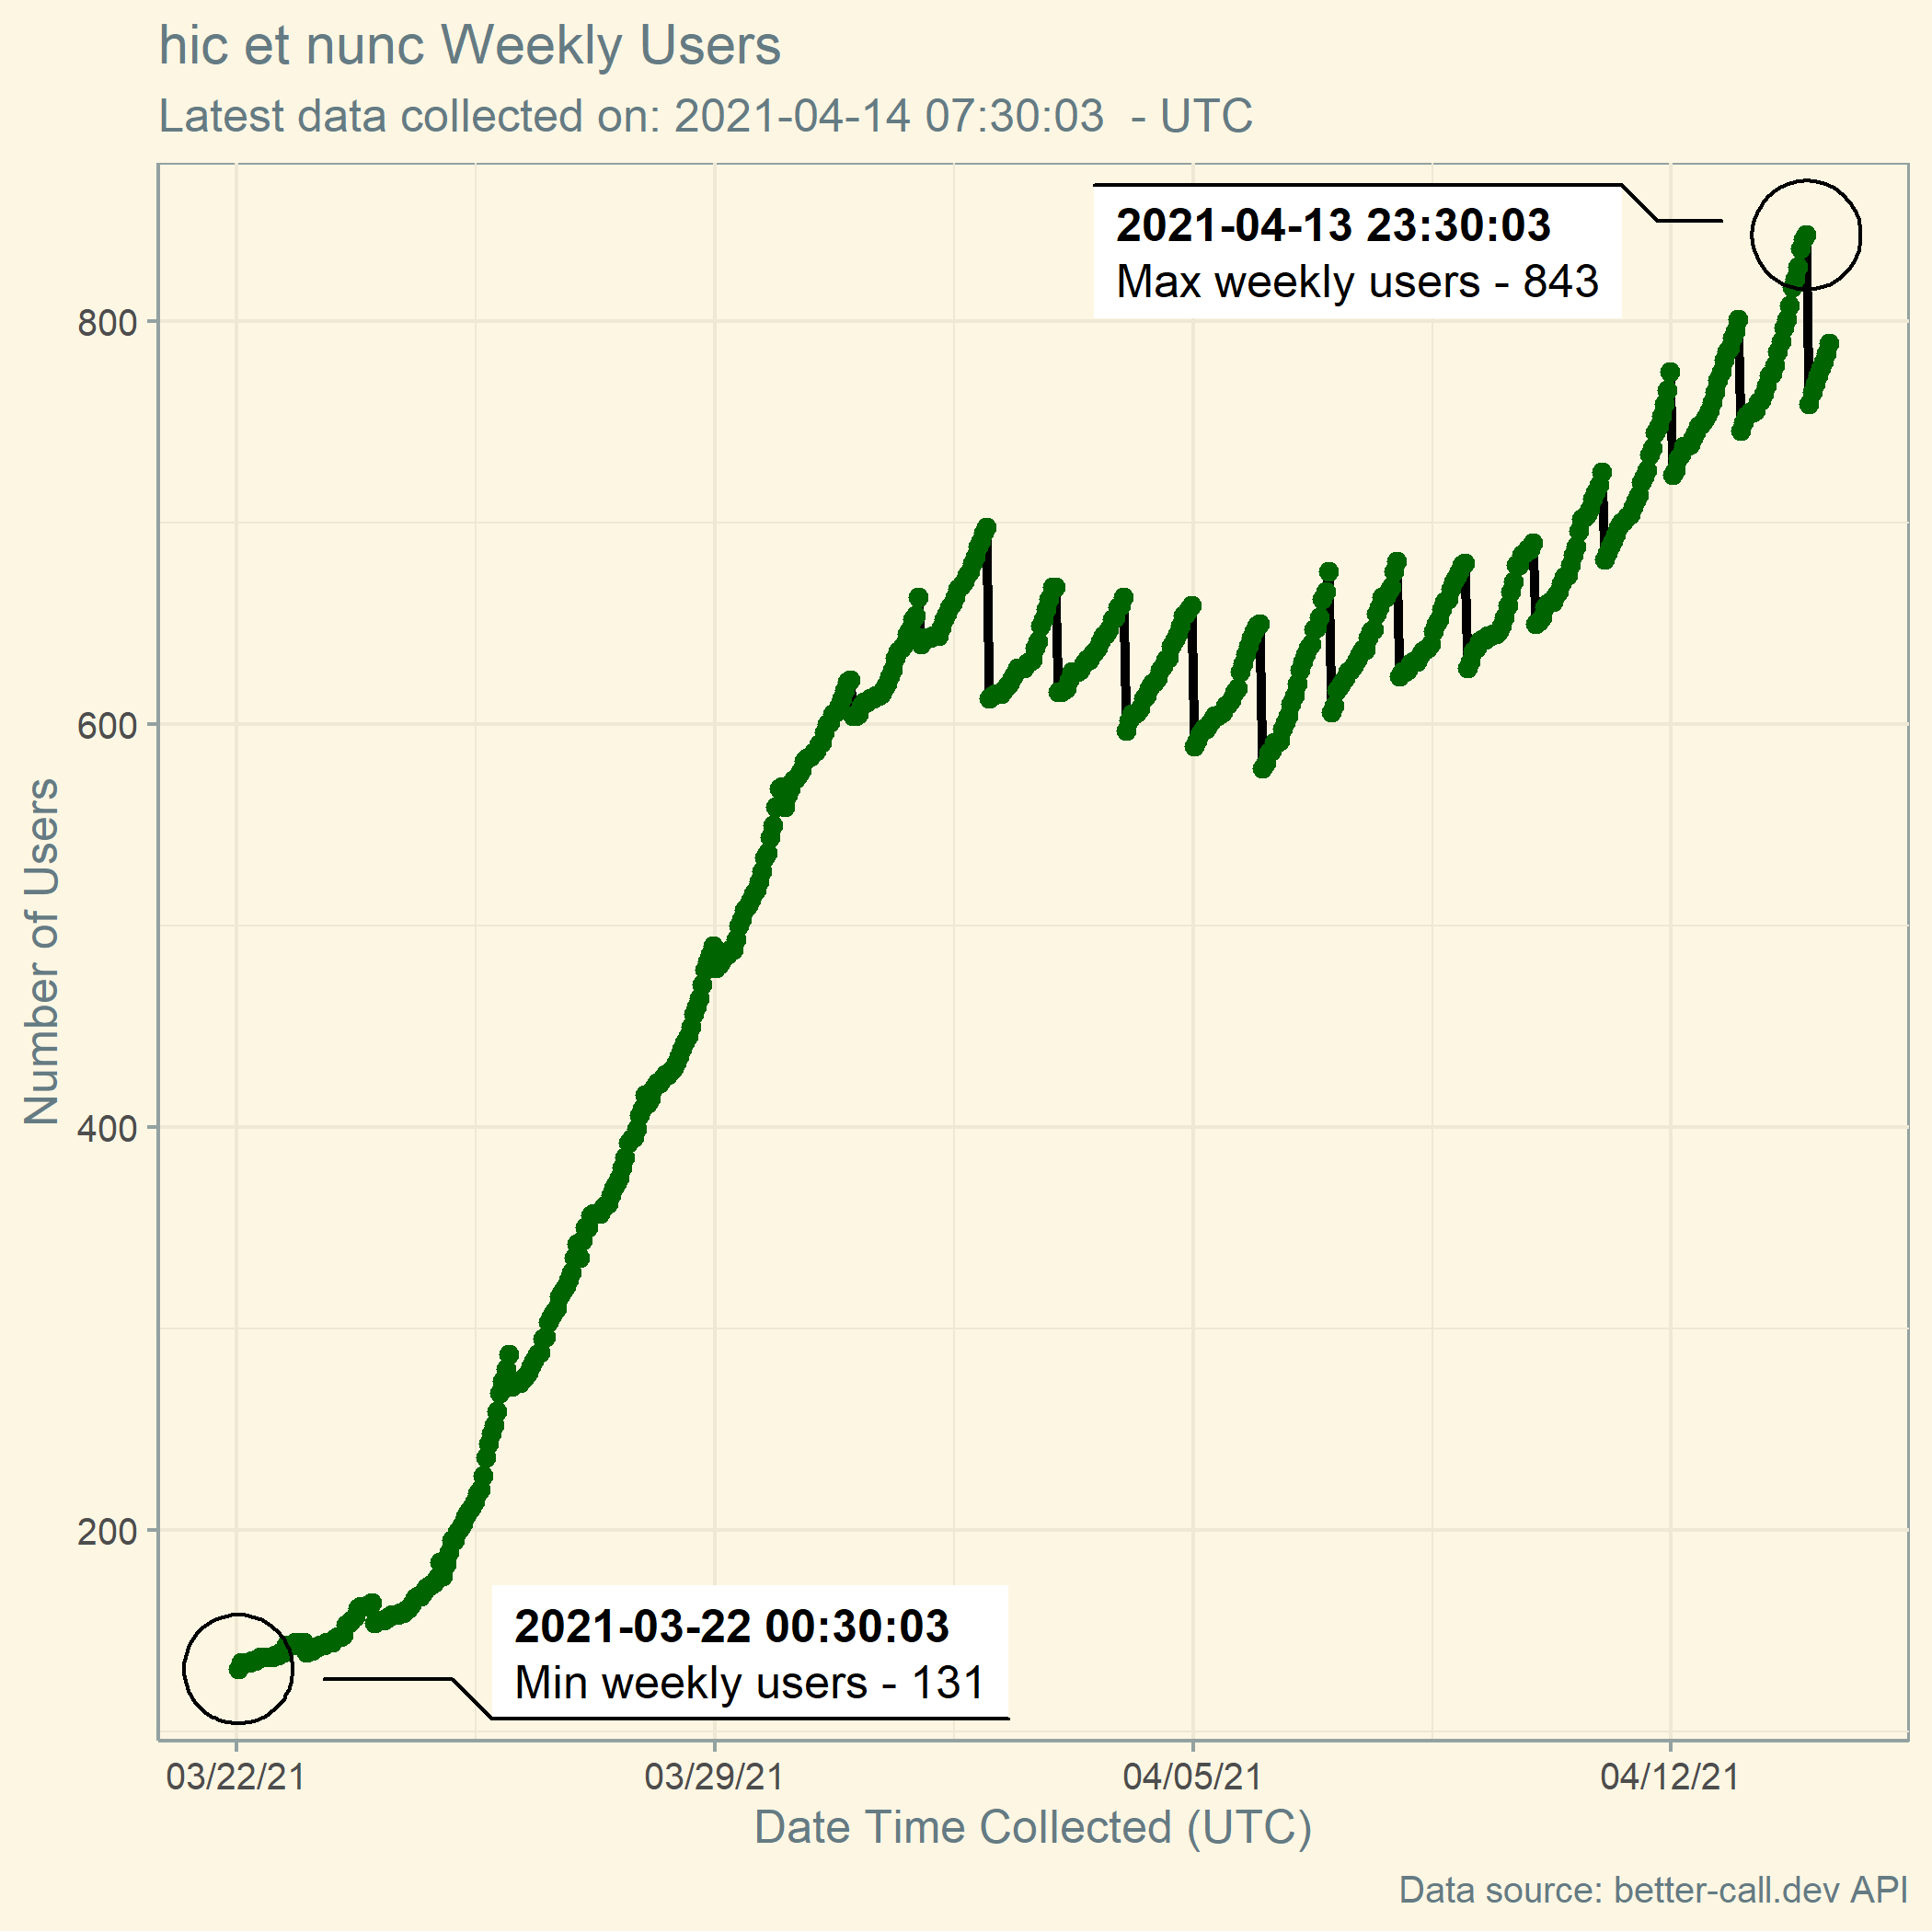 hic et nunc Weekly Users
Latest data collected on: 2021-04-14 07:30:03  - UTC
2021-04-13 23:30:03
Max weekly users - 843
800
600
400
200
Number of Users
2021-03-22 00:30:03
Min weekly users - 131
03/22/21
03/29/21
04/05/21
04/12/21
Date Time Collected (UTC)
Data source: better-call.dev API